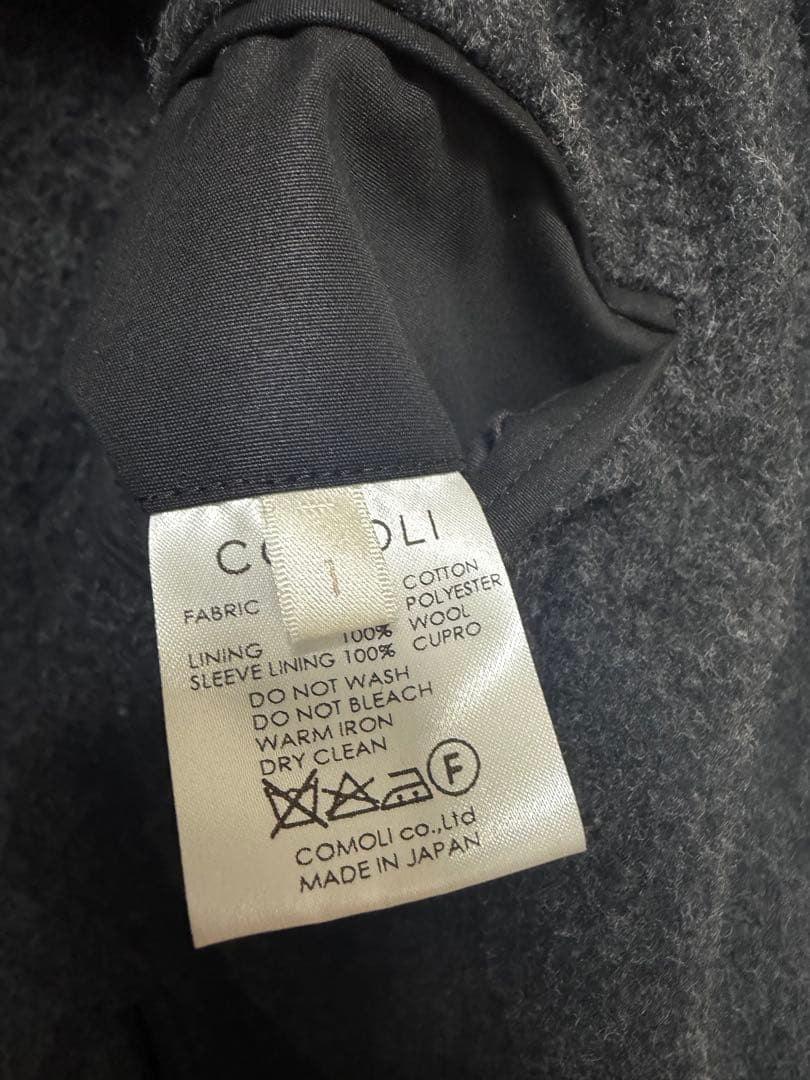 CO OLI
1
FABRIC COTTON
POLYESTER
LINING 100% WOOL
SLEEVE LINING 100% CUPRO
DO NOT WASH
DO NOT BLEACH
WARM IRON
DRY CLEAN
F
COMOLI co.,Ltd
MADE IN JAPAN